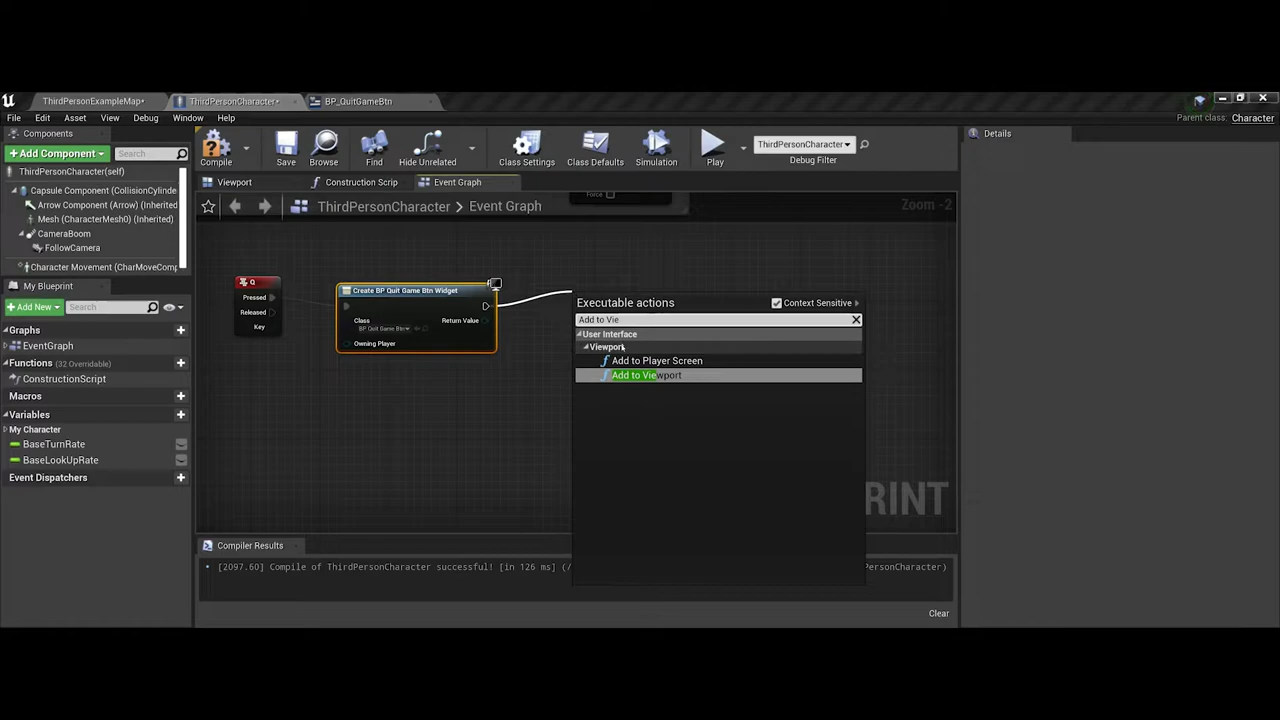 ThirdPersonExampleMap*
ThirdPersonCharacter*
BP_QuitGameBtn
File Edit Asset View Debug Window Help
Parent class: Character
Components
+ Add Component
Search
ThirdPersonCharacter(self)
Capsule Component (CollisionCylinde
Arrow Component (Arrow) (Inherited
Mesh (CharacterMesh0) (Inherited)
CameraBoom
FollowCamera
Character Movement (CharMoveComp
My Blueprint
+ Add New
Search
Graphs
EventGraph
Functions (32 Overridable)
ConstructionScript
Macros
Variables
My Character
BaseTurnRate
BaseLookUpRate
Event Dispatchers
Compile Save Browse Find Hide Unrelated Class Settings Class Defaults Simulation Play
ThirdPersonCharacter
Debug Filter
Viewport Construction Scrip Event Graph
ThirdPersonCharacter > Event Graph
Force
Zoom -2
Q
Pressed
Released
Key
Create BP Quit Game Btn Widget
Class
BP Quit Game Btn
Return Value
Owning Player
Executable actions
Context Sensitive
Add to Vie
User Interface
Viewport
Add to Player Screen
Add to Viewport
RINT
Compiler Results
[2097.60] Compile of ThirdPersonCharacter successful! [in 126 ms] (/
PersonCharacter)
Clear
Details